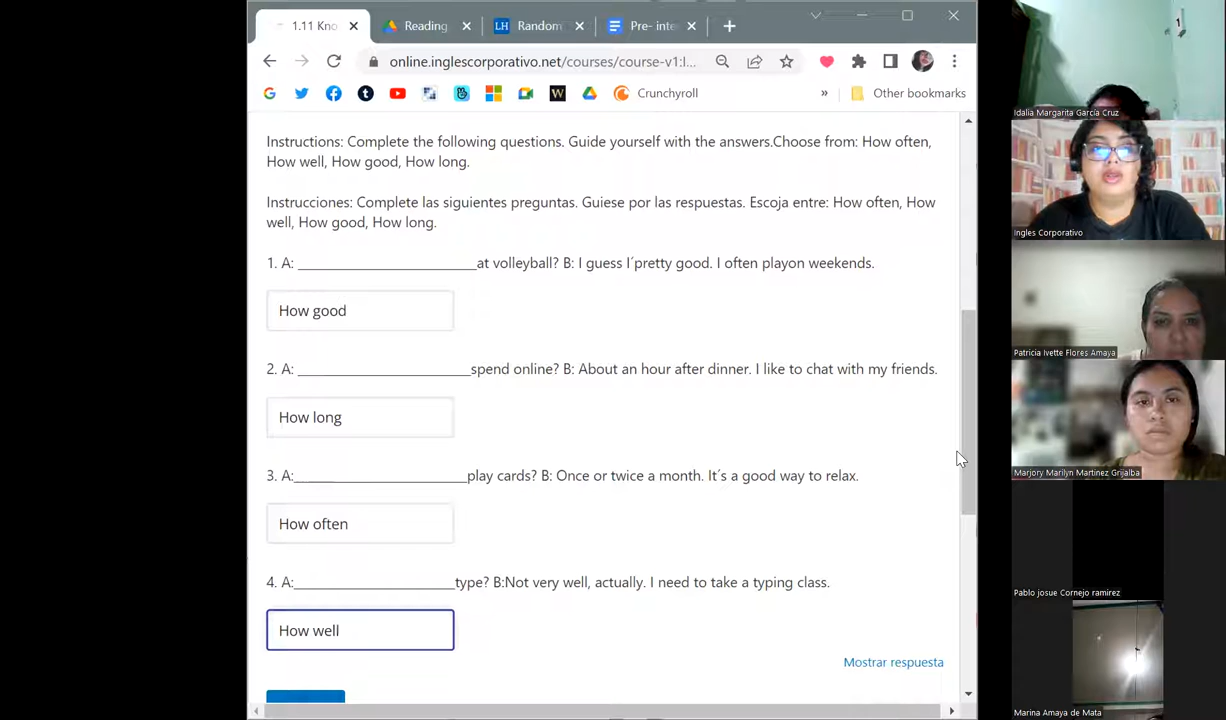 1.11 Kno
Reading
LH
Random
Pre- inte
online.inglescorporativo.net/courses/course-v1:I...
Crunchyroll
»
Other bookmarks
Instructions: Complete the following questions. Guide yourself with the answers.Choose from: How often,
How well, How good, How long.
Instrucciones: Complete las siguientes preguntas. Guiese por las respuestas. Escoja entre: How often, How
well, How good, How long.
1. A: ______________________at volleyball? B: I guess I´pretty good. I often playon weekends.
How good
2. A: _____________________spend online? B: About an hour after dinner. I like to chat with my friends.
How long
3. A:_____________________play cards? B: Once or twice a month. It´s a good way to relax.
How often
4. A:____________________type? B:Not very well, actually. I need to take a typing class.
How well
Mostrar respuesta
Idalia Margarita García Cruz
Ingles Corporativo
Patricia Ivette Flores Amaya
Marjory Marilyn Martinez Grijalba
Pablo josue Cornejo ramirez
Marina Amaya de Mata